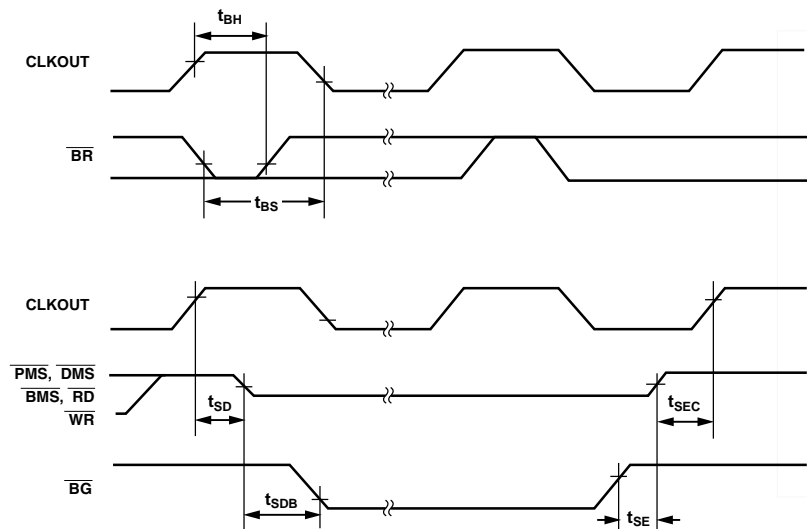 tBH
CLKOUT
BR
tBS
CLKOUT
PMS, DMS
BMS, RD
tSD
tSEC
WR
BG
tSDB
tSE